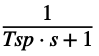 1
Tsp · s + 1